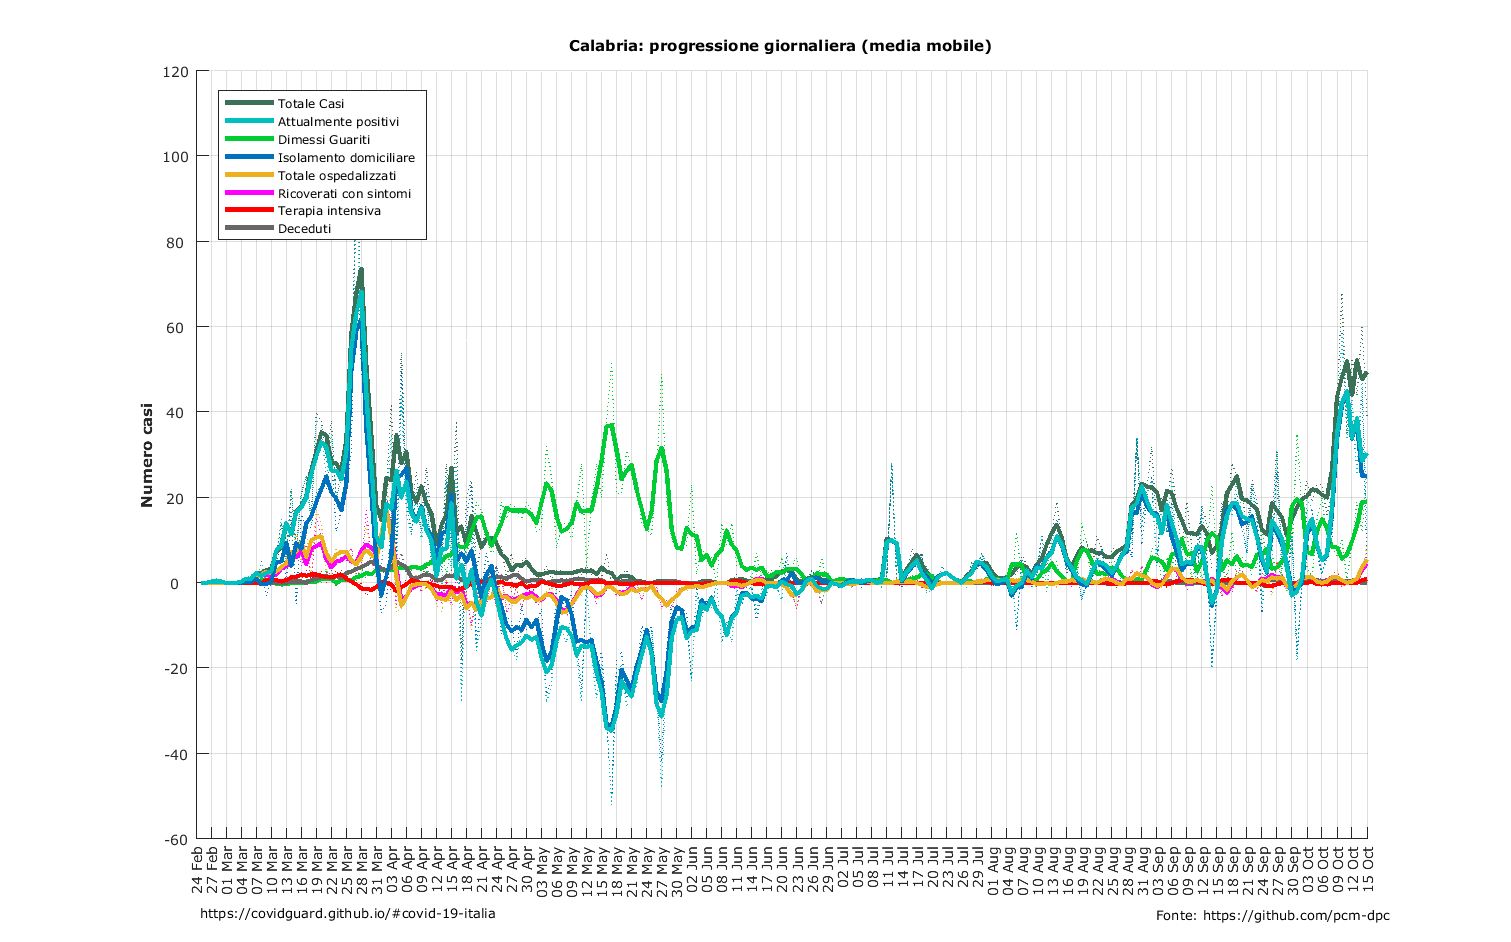 Calabria: progressione giornaliera (media mobile)
120
100
80
60
40
20
0
-20
-40
-60
Numero casi
Totale Casi
Attualmente positivi
Dimessi Guariti
Isolamento domiciliare
Totale ospedalizzati
Ricoverati con sintomi
Terapia intensiva
Deceduti
24 Feb
27 Feb
01 Mar
04 Mar
07 Mar
10 Mar
13 Mar
16 Mar
19 Mar
22 Mar
25 Mar
28 Mar
31 Mar
03 Apr
06 Apr
09 Apr
12 Apr
15 Apr
18 Apr
21 Apr
24 Apr
27 Apr
30 Apr
03 May
06 May
09 May
12 May
15 May
18 May
21 May
24 May
27 May
30 May
02 Jun
05 Jun
08 Jun
11 Jun
14 Jun
17 Jun
20 Jun
23 Jun
26 Jun
29 Jun
02 Jul
05 Jul
08 Jul
11 Jul
14 Jul
17 Jul
20 Jul
23 Jul
26 Jul
29 Jul
01 Aug
04 Aug
07 Aug
10 Aug
13 Aug
16 Aug
19 Aug
22 Aug
25 Aug
28 Aug
31 Aug
03 Sep
06 Sep
09 Sep
12 Sep
15 Sep
18 Sep
21 Sep
24 Sep
27 Sep
30 Sep
03 Oct
06 Oct
09 Oct
12 Oct
15 Oct
https://covidguard.github.io/#covid-19-italia
Fonte: https://github.com/pcm-dpc